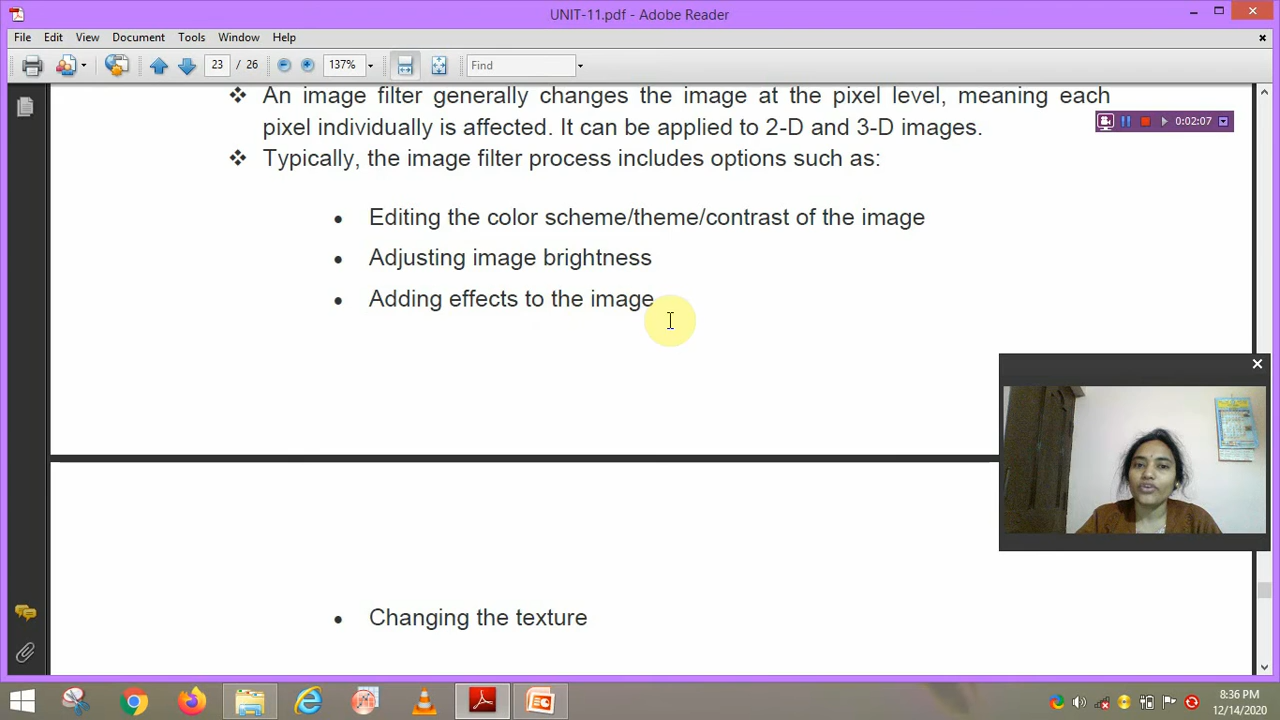 UNIT-11.pdf - Adobe Reader
File Edit View Document Tools Window Help
23 / 26 137% Find
❖ An image filter generally changes the image at the pixel level, meaning each
pixel individually is affected. It can be applied to 2-D and 3-D images.
0:02:07
❖ Typically, the image filter process includes options such as:
• Editing the color scheme/theme/contrast of the image
• Adjusting image brightness
• Adding effects to the image
• Changing the texture
8:36 PM
12/14/2020